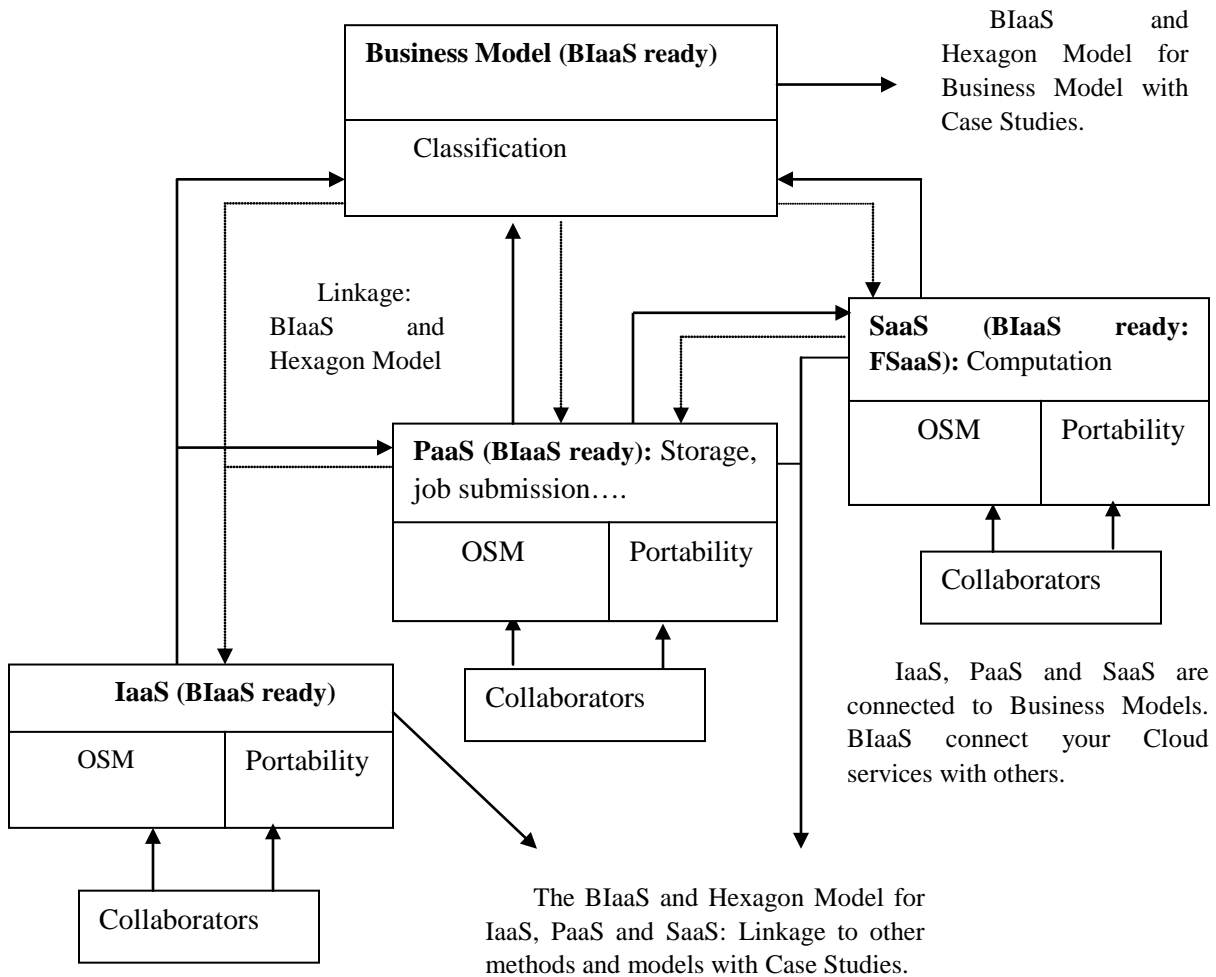 BIaaS and
Hexagon Model for
Business Model with
Case Studies.
Business Model (BIaaS ready)
Classification
Linkage:
BIaaS and
Hexagon Model
SaaS (BIaaS ready:
FSaaS): Computation
OSM
Portability
Collaborators
PaaS (BIaaS ready): Storage,
job submission….
OSM
Portability
Collaborators
IaaS (BIaaS ready)
OSM
Portability
Collaborators
IaaS, PaaS and SaaS are
connected to Business Models.
BIaaS connect your Cloud
services with others.
The BIaaS and Hexagon Model for
IaaS, PaaS and SaaS: Linkage to other
methods and models with Case Studies.